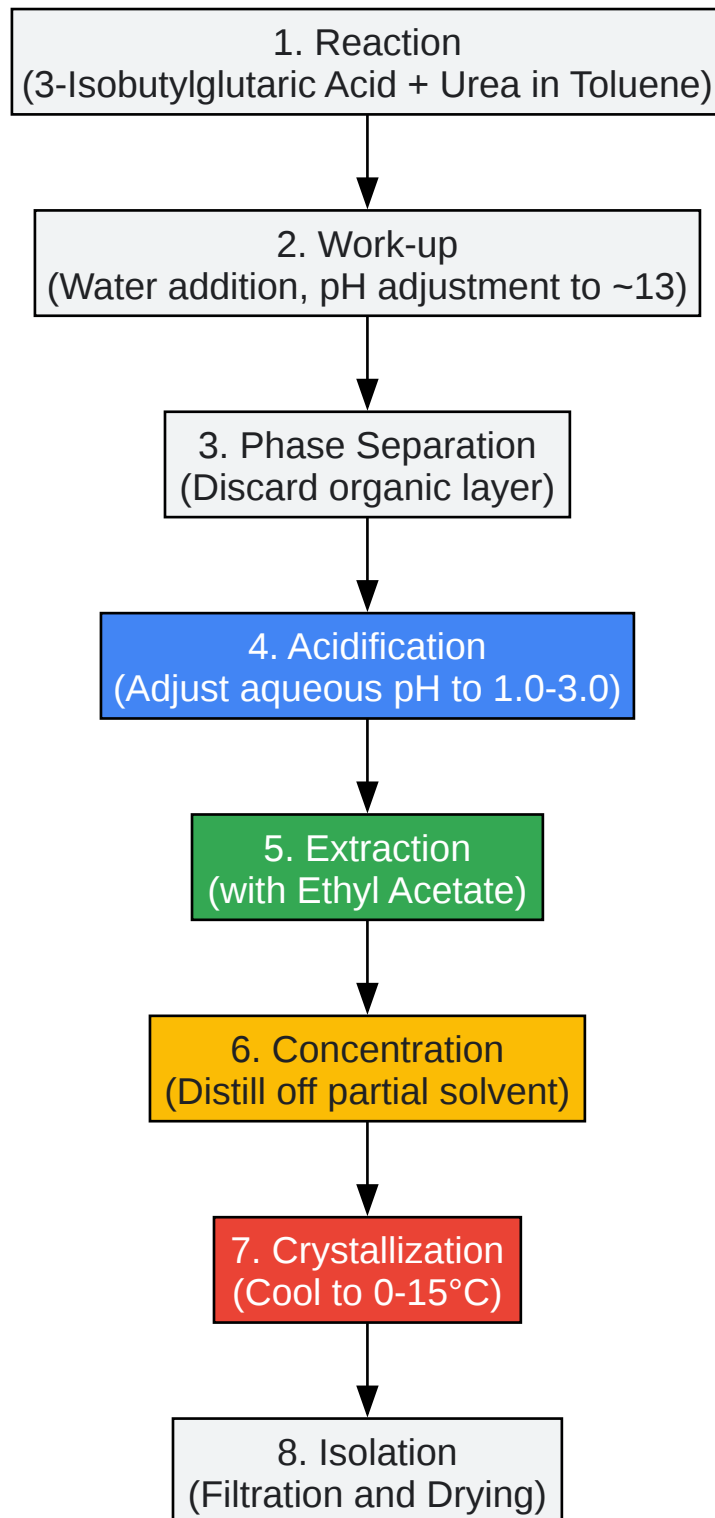 1. Reaction
(3-Isobutylglutaric Acid + Urea in Toluene)
2. Work-up
(Water addition, pH adjustment to ~13)
3. Phase Separation
(Discard organic layer)
4. Acidification
(Adjust aqueous pH to 1.0-3.0)
5. Extraction
(with Ethyl Acetate)
6. Concentration
(Distill off partial solvent)
7. Crystallization
(Cool to 0-15°C)
8. Isolation
(Filtration and Drying)